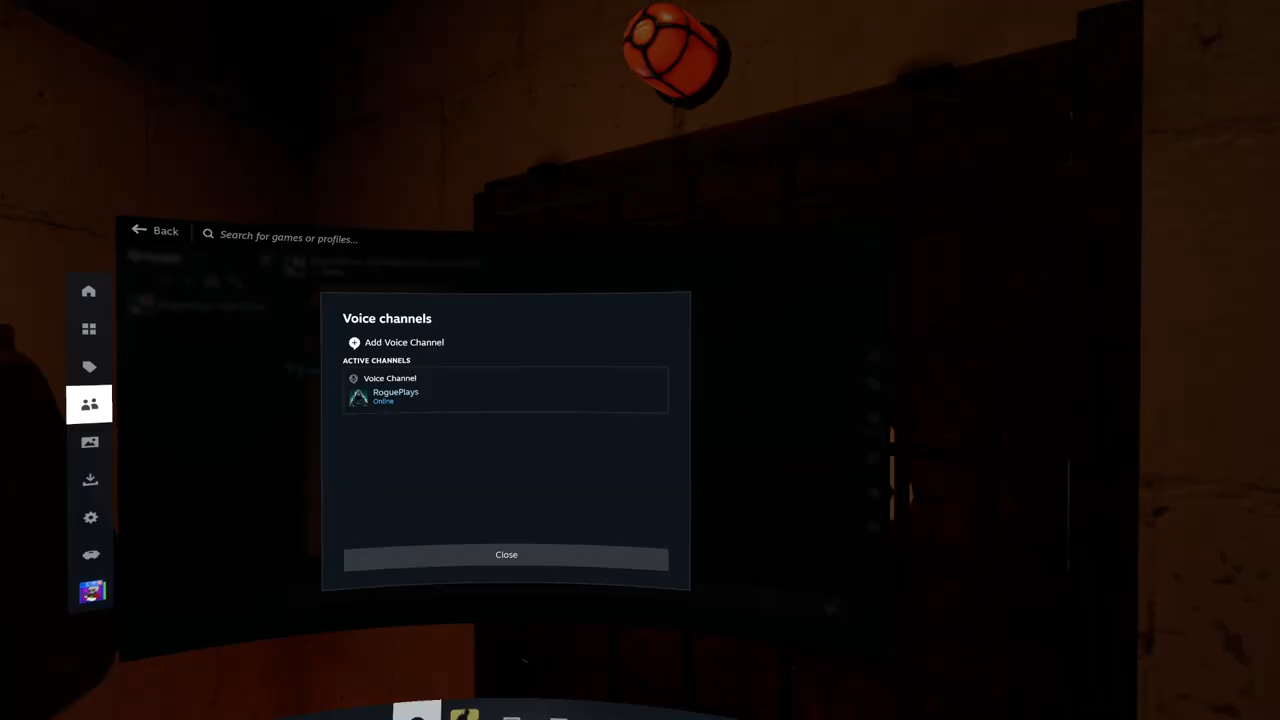 Back
Search for games or profiles...
Voice channels
Add Voice Channel
ACTIVE CHANNELS
Voice Channel
RoguePlays
Online
Close